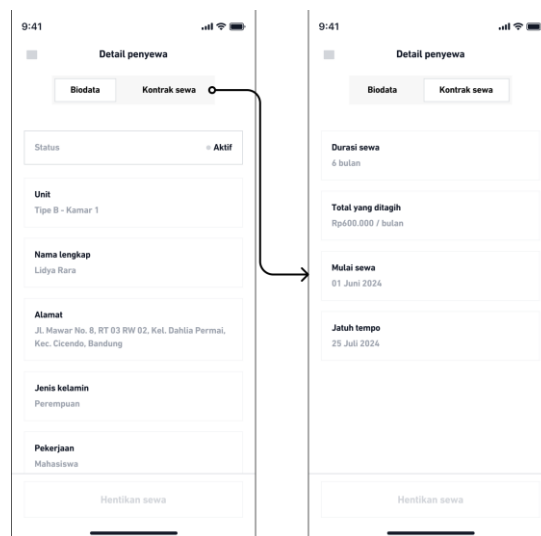 9:41
Detail penyewa
Biodata Kontrak sewa
Status Aktif
Unit
Tipe B - Kamar 1
Nama lengkap
Lidya Rara
Alamat
Jl. Mawar No. 8, RT 03 RW 02, Kel. Dahlia Permai,
Kec. Cicendo, Bandung
Jenis kelamin
Perempuan
Pekerjaan
Mahasiswa
Hentikan sewa
9:41
Detail penyewa
Biodata Kontrak sewa
Durasi sewa
6 bulan
Total yang ditagih
Rp600.000 / bulan
Mulai sewa
01 Juni 2024
Jatuh tempo
25 Juli 2024
Hentikan sewa